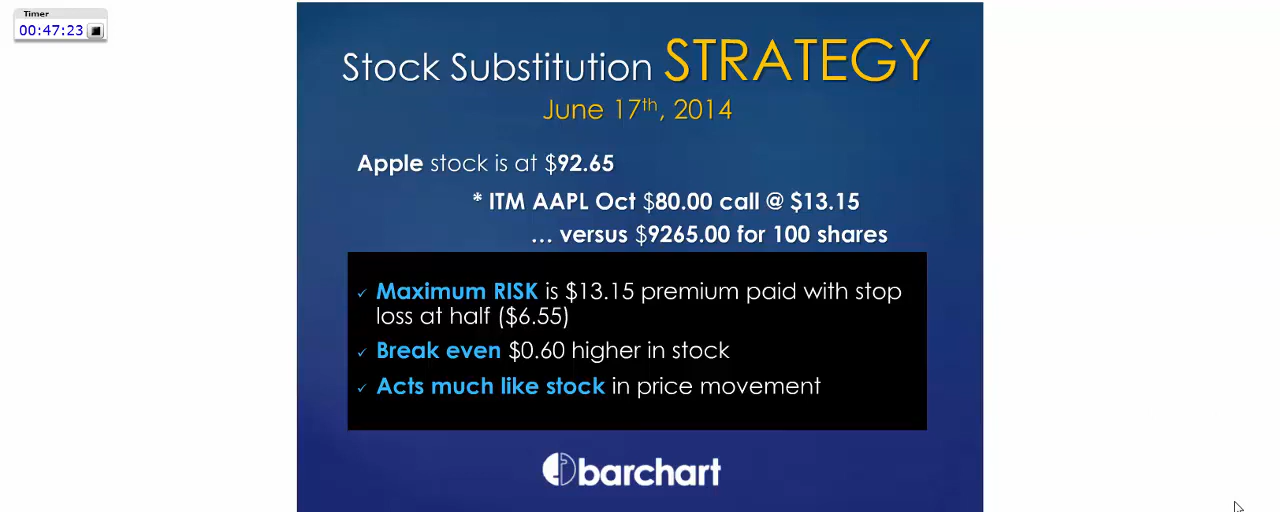 Timer
00:47:23
Stock Substitution STRATEGY
June 17th, 2014
Apple stock is at $92.65
* ITM AAPL Oct $80.00 call @ $13.15
… versus $9265.00 for 100 shares
✓ Maximum RISK is $13.15 premium paid with stop
loss at half ($6.55)
✓ Break even $0.60 higher in stock
✓ Acts much like stock in price movement
barchart